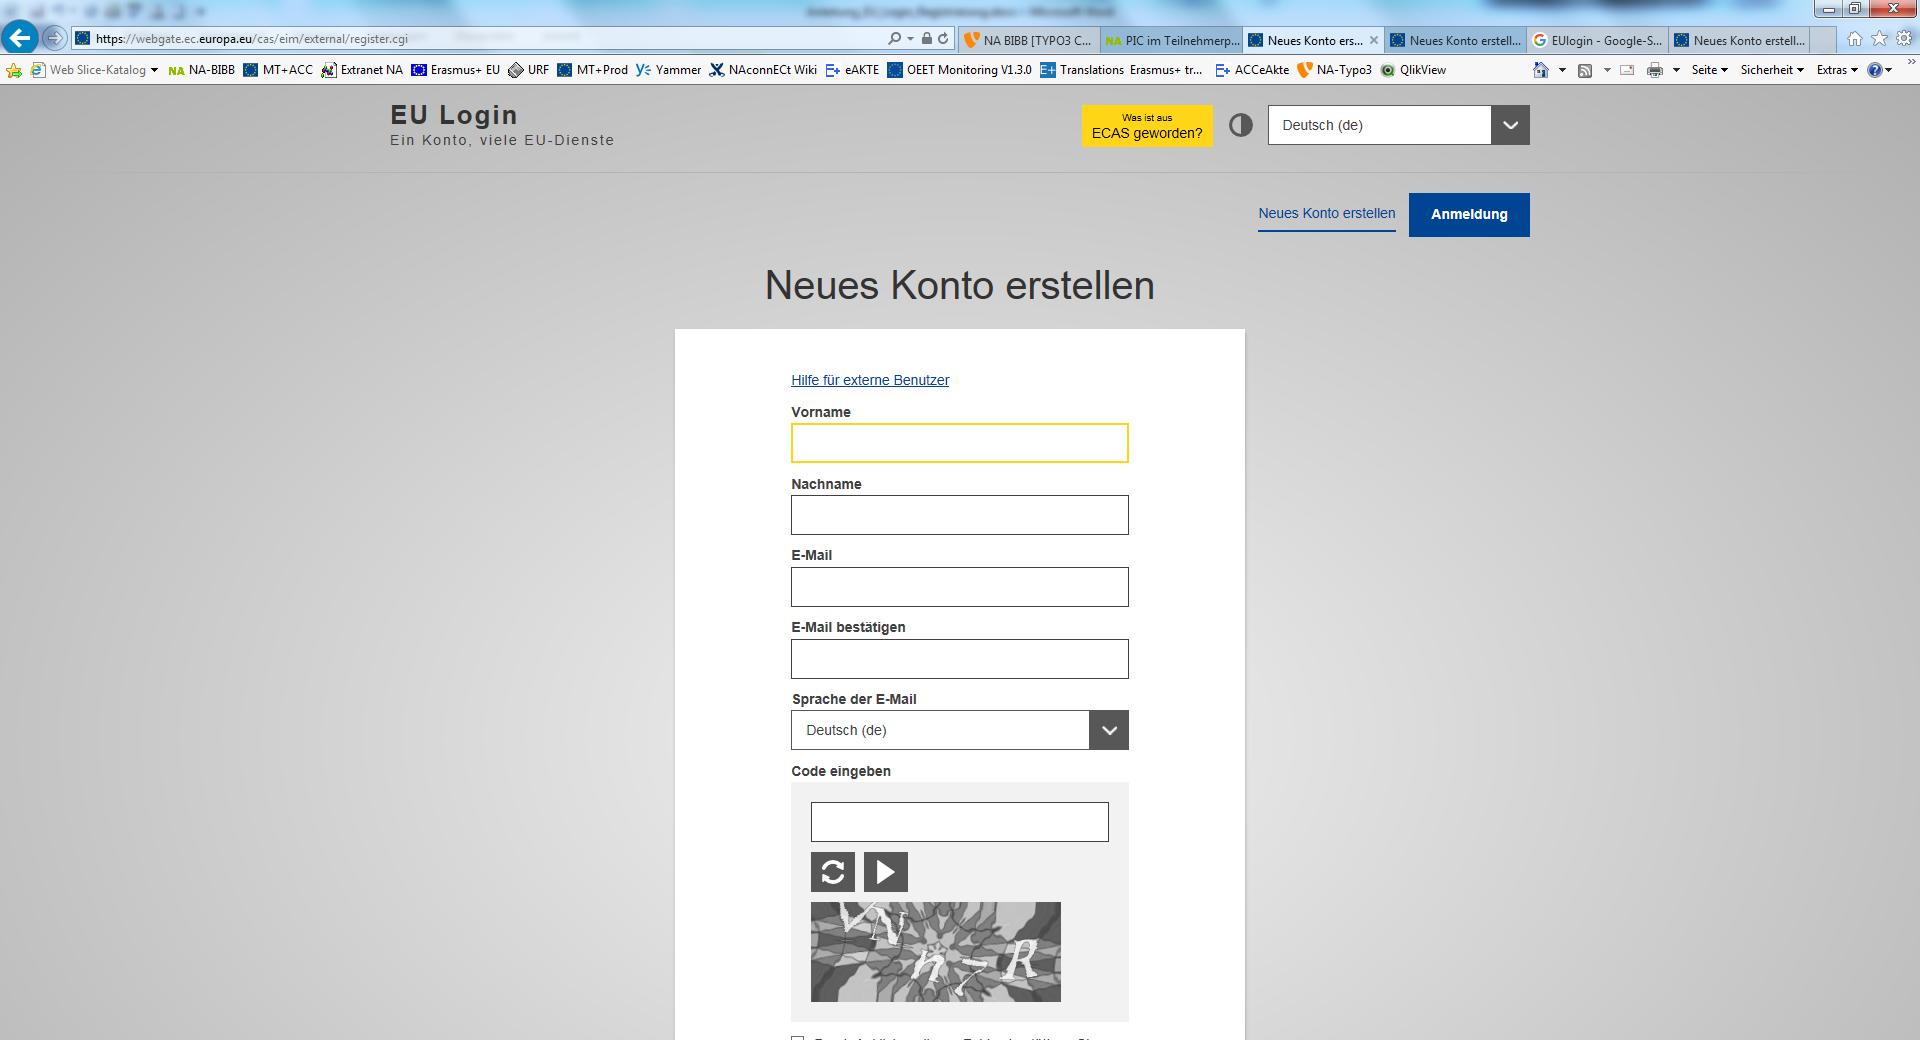 https://webgate.ec.europa.eu/cas/eim/external/register.cgi
NA BIBB [TYPO3 C...
NA PIC im Teilnehmerp...
Neues Konto ers...
Neues Konto erstell...
EUlogin - Google-S...
Neues Konto erstell...
Web Slice-Katalog
NA NA-BIBB
MT+ACC
Extranet NA
Erasmus+ EU
URF
MT+Prod
Yammer
NAconnECt Wiki
E+ eAKTE
OEET Monitoring V1.3.0
Translations Erasmus+ tr...
E+ ACCeAkte
NA-Typo3
QlikView
Seite
Sicherheit
Extras
EU Login
Ein Konto, viele EU-Dienste
Was ist aus
ECAS geworden?
Deutsch (de)
Neues Konto erstellen
Anmeldung
Neues Konto erstellen
Hilfe für externe Benutzer
Vorname
Nachname
E-Mail
E-Mail bestätigen
Sprache der E-Mail
Deutsch (de)
Code eingeben